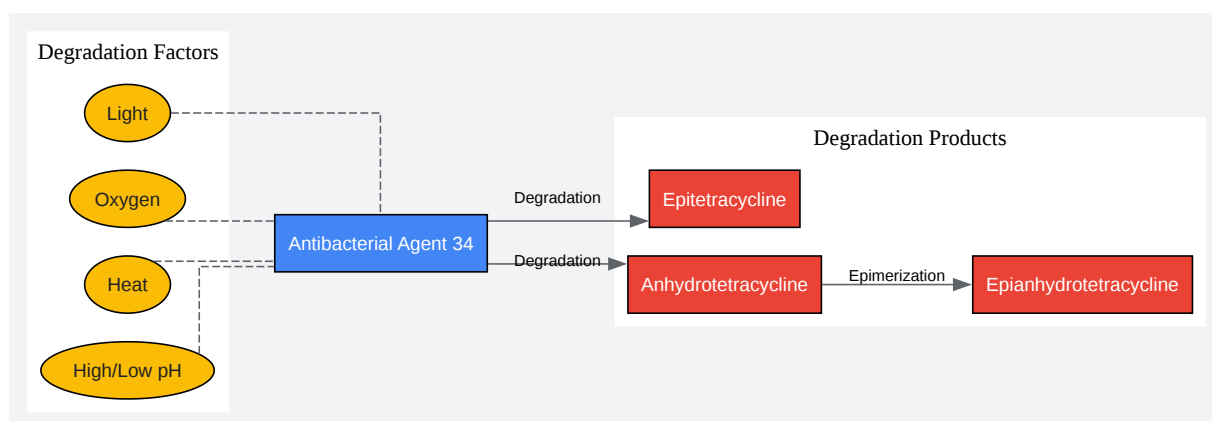 Degradation Factors
Light
Oxygen
Heat
High/Low pH
Antibacterial Agent 34
Degradation
Degradation
Degradation Products
Epitetracycline
Anhydrotetracycline
Epimerization
Epianhydrotetracycline